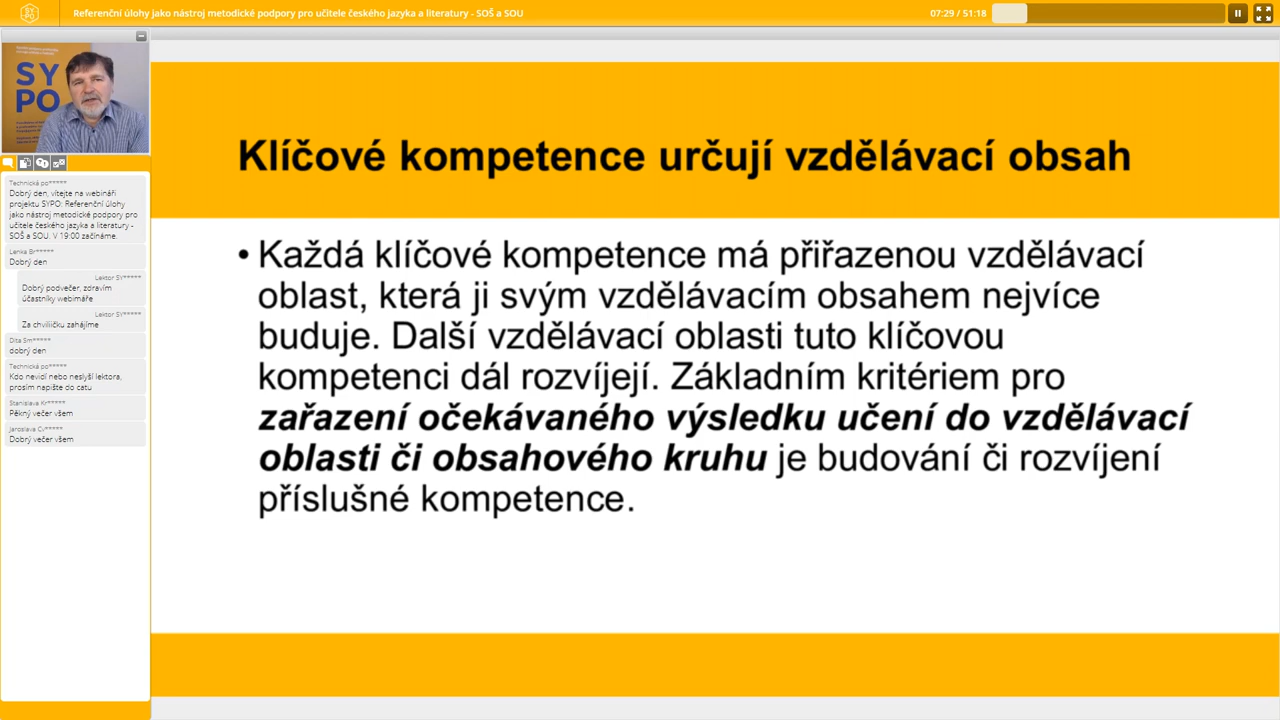 Referenční úlohy jako nástroj metodické podpory pro učitele českého jazyka a literatury - SOŠ a SOU
07:29 / 51:18
SY
PO
Technická po*****
Dobrý den, vítejte na webináři
projektu SYPO: Referenční úlohy
jako nástroj metodické podpory pro
učitele českého jazyka a literatury -
SOŠ a SOU. V 19:00 začínáme.
Lenka Br*****
Dobrý den
Lektor SY*****
Dobrý podvečer, zdravím
účastníky webimáře
Lektor SY*****
Za chviliičku zahájíme
Dita Sm*****
dobrý den
Technická po*****
Kdo nevidí nebo neslyší lektora,
prosím napište do catu
Stanislava Kr*****
Pěkný večer všem
Jaroslava Cv*****
Dobrý večer všem
Klíčové kompetence určují vzdělávací obsah
• Každá klíčové kompetence má přiřazenou vzdělávací
oblast, která ji svým vzdělávacím obsahem nejvíce
buduje. Další vzdělávací oblasti tuto klíčovou
kompetenci dál rozvíjejí. Základním kritériem pro
zařazení očekávaného výsledku učení do vzdělávací
oblasti či obsahového kruhu je budování či rozvíjení
příslušné kompetence.